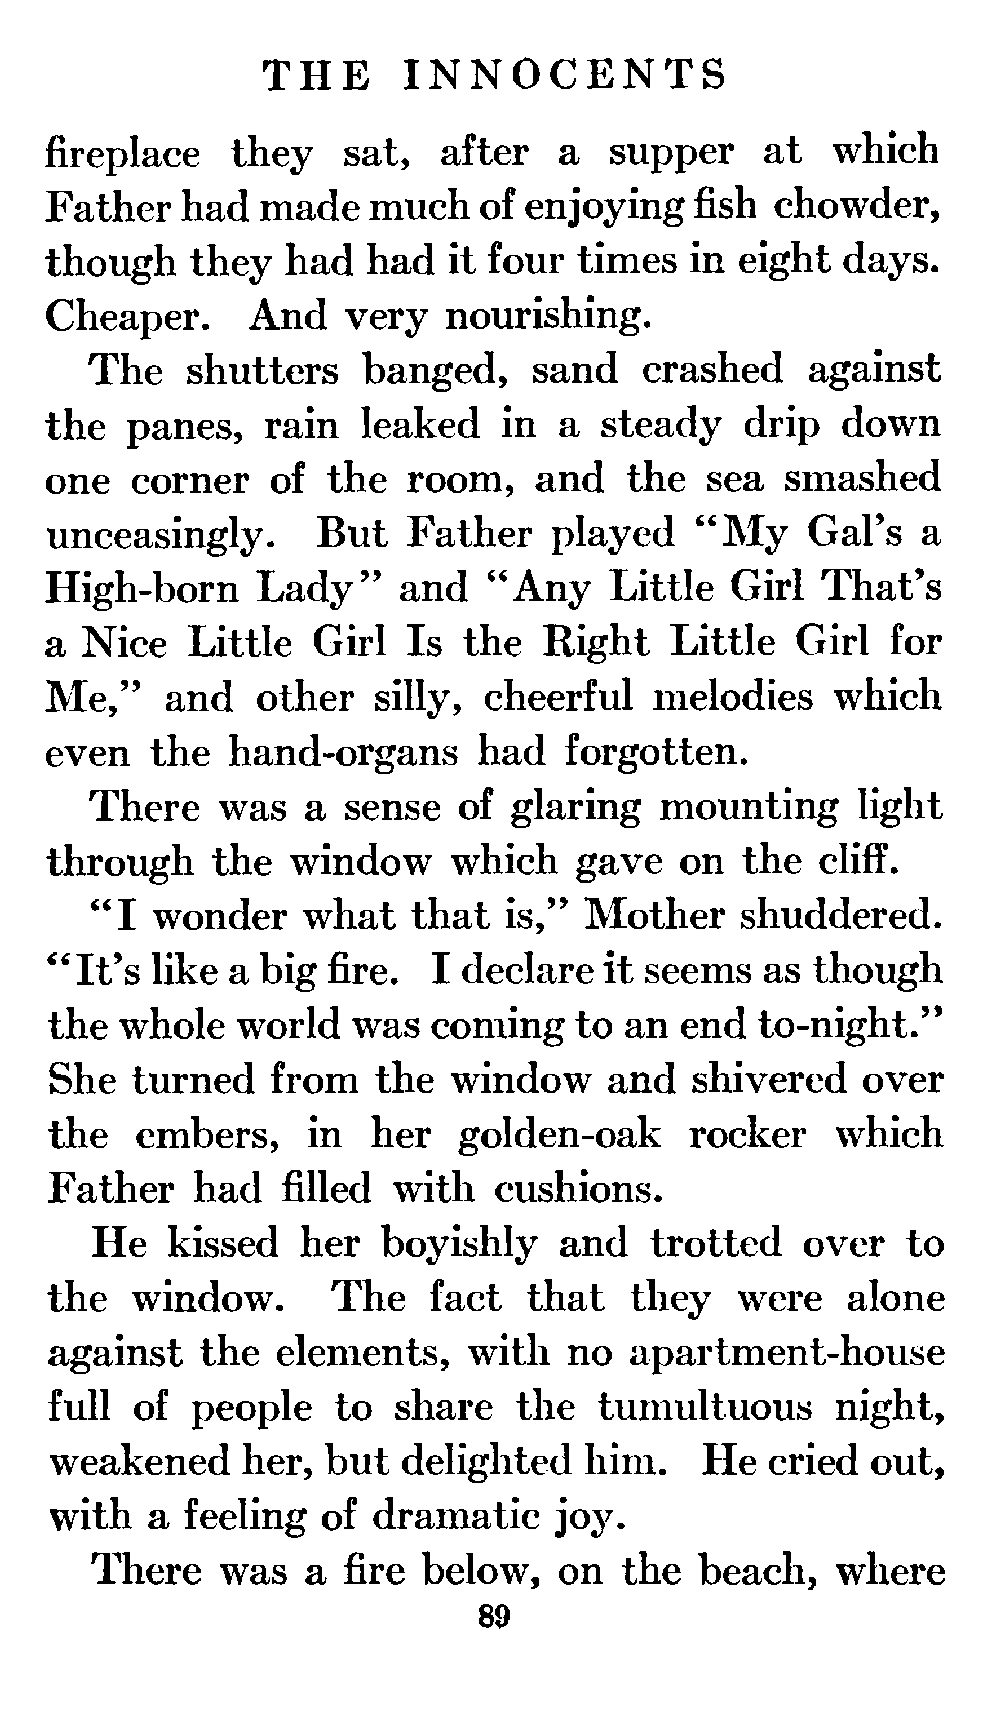 THE INNOCENTS
fireplace they sat, after a supper at which
Father had made much of enjoying fish chowder,
though they had had it four times in eight days.
Cheaper. And very nourishing.
The shutters banged, sand crashed against
the panes, rain leaked in a steady drip down
one corner of the room, and the sea smashed
unceasingly. But Father played “My Gal’s a
High-born Lady” and “Any Little Girl That’s
a Nice Little Girl Is the Right Little Girl for
Me,” and other silly, cheerful melodies which
even the hand-organs had forgotten.
There was a sense of glaring mounting light
through the window which gave on the cliff.
“I wonder what that is,” Mother shuddered.
“It’s like a big fire. I declare it seems as though
the whole world was coming to an end to-night.”
She turned from the window and shivered over
the embers, in her golden-oak rocker which
Father had filled with cushions.
He kissed her boyishly and trotted over to
the window. The fact that they were alone
against the elements, with no apartment-house
full of people to share the tumultuous night,
weakened her, but delighted him. He cried out,
with a feeling of dramatic joy.
There was a fire below, on the beach, where
89